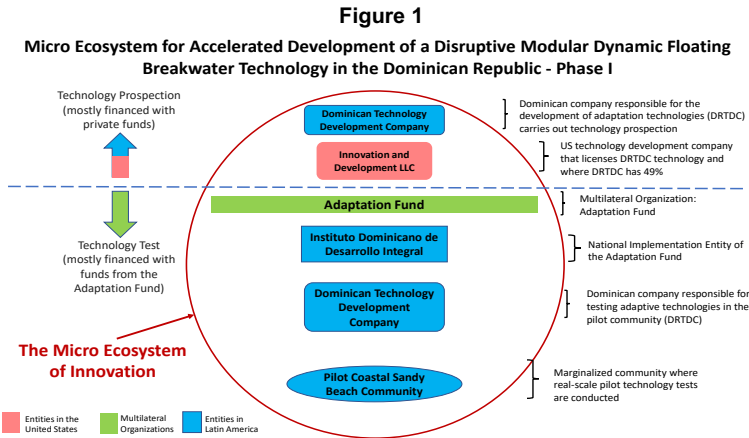 Figure 1
Micro Ecosystem for Accelerated Development of a Disruptive Modular Dynamic Floating
Breakwater Technology in the Dominican Republic - Phase I
Technology Prospection
(mostly financed with
private funds)
Dominican Technology
Development Company
Dominican company responsible for the
development of adaptation technologies (DRTDC)
carries out technology prospection
Innovation and
Development LLC
US technology development company
that licenses DRTDC technology and
where DRTDC has 49%
Adaptation Fund
Multilateral Organization:
Adaptation Fund
Technology Test
(mostly financed with
funds from the
Adaptation Fund)
Instituto Dominicano de
Desarrollo Integral
National Implementation Entity of
the Adaptation Fund
Dominican Technology
Development
Company
Dominican company responsible for
testing adaptive technologies in the
pilot community (DRTDC)
The Micro Ecosystem
of Innovation
Pilot Coastal Sandy
Beach Community
Marginalized community where
real-scale pilot technology tests
are conducted
Entities in the
United States
Multilateral
Organizations
Entities in
Latin America